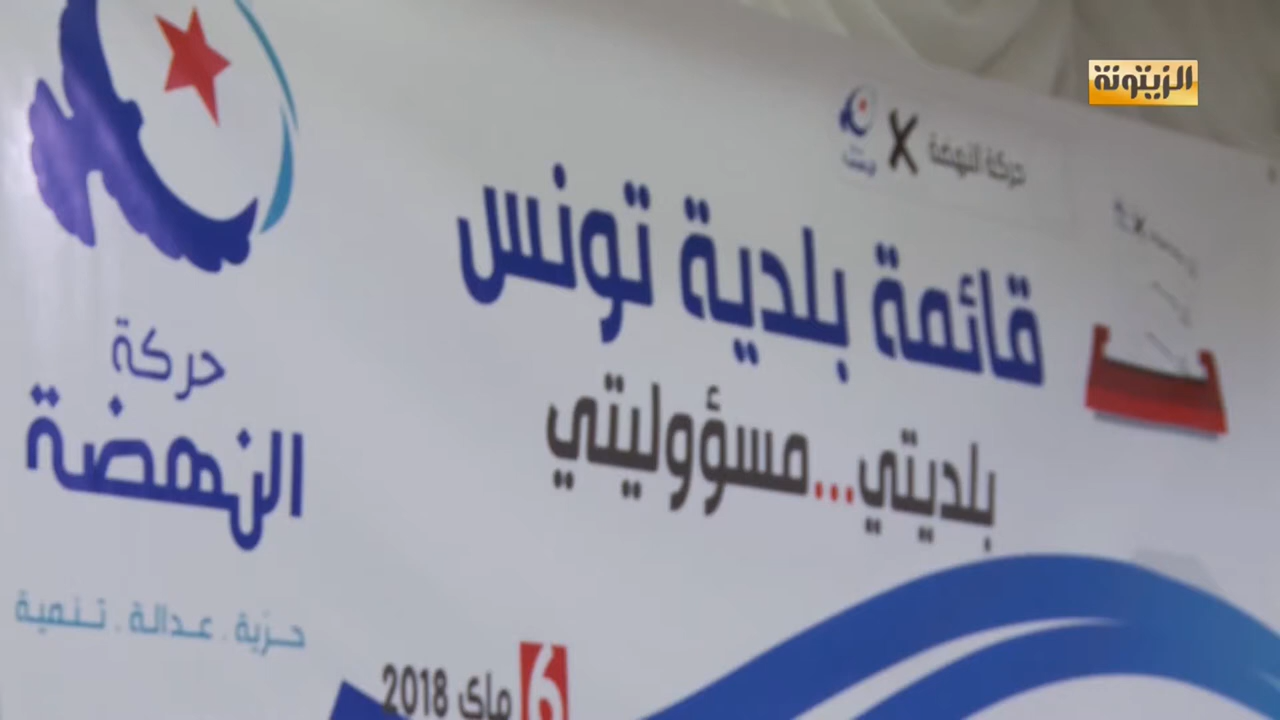 الزيتونة
حركة النهضة X
قائمة بلدية تونس
بلديتي...مسؤوليتي
حركة
النهضة
حرية . عدالة . تنمية
6 ماي 2018